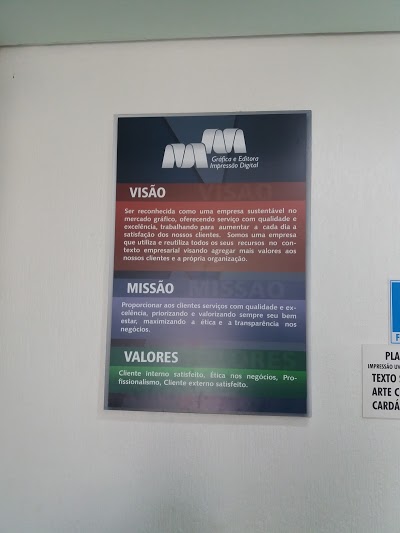 Gráfica e Editora
Impressão Digital
VISÃO
Ser reconhecida como uma empresa sustentável no
mercado gráfico, oferecendo serviço com qualidade e
excelência, trabalhando para aumentar a cada dia a
satisfação dos nossos clientes. Somos uma empresa
que utiliza e reutiliza todos os seus recursos no con-
texto empresarial visando agregar mais valores aos
nossos clientes e a própria organização.
MISSÃO
Proporcionar aos clientes serviços com qualidade e ex-
celência, priorizando e valorizando sempre seu bem
estar, maximizando a ética e a transparência nos
negócios.
VALORES
Cliente interno satisfeito, Ética nos negócios, Pro-
fissionalismo, Cliente externo satisfeito.
PLA
IMPRESSÃO UV
TEXTO
ARTE C
CARDÁ